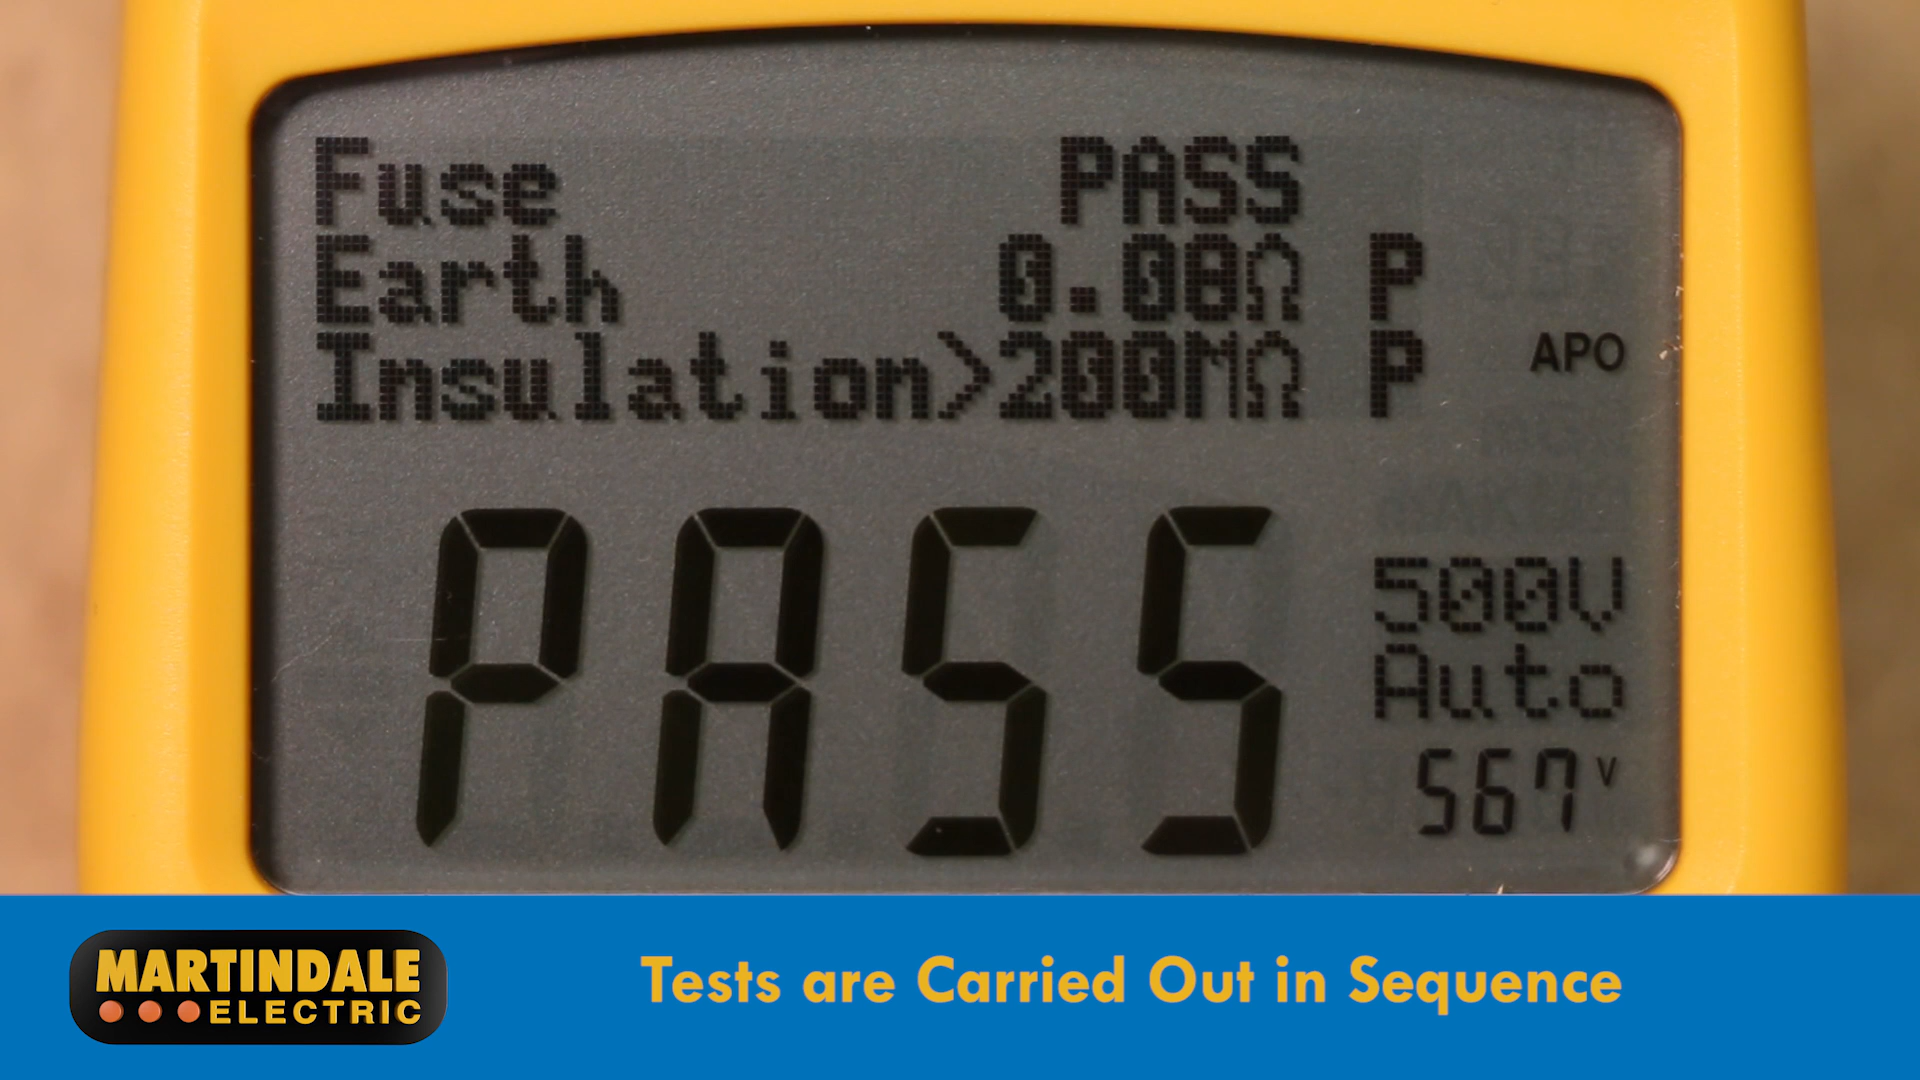 Fuse PASS
Earth 0.08Ω P
Insulation>200MΩ P
APO
PASS
500V
Auto
567 V
MARTINDALE
ELECTRIC
Tests are Carried Out in Sequence